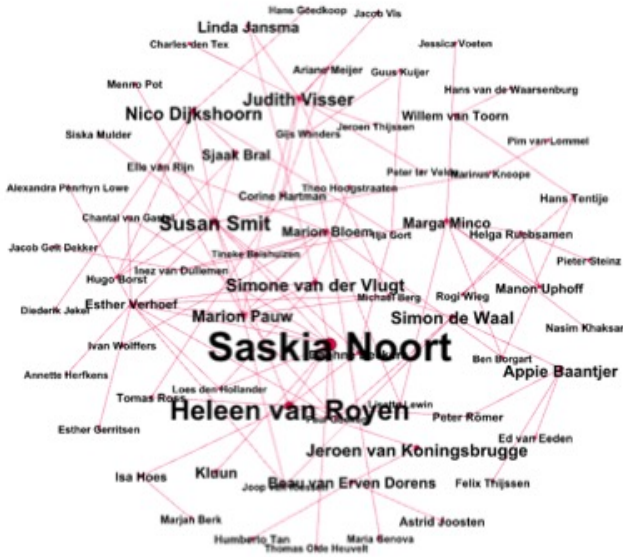 Hans Goedkoop
Jacob Vis
Linda Jansma
Charles den Tex
Jessica Voeten
Ariane Meijer
Guus Kuijer
Menno Pot
Hans van de Waarsenburg
Judith Visser
Nico Dijkshoorn
Willem van Toorn
Jeroen Thijssen
Siska Mulder
Gijs Wanders
Pim van Lommel
Sjaak Bral
Elle van Rijn
Peter ter Velde
Marinus Knoope
Alexandra Penrhyn Lowe
Theo Hoogstraaten
Corine Hartman
Hans Tentije
Chantal van Gastel
Susan Smit
Marga Minco
Marion Bloem
Ilja Gort
Helga Ruebsamen
Jacob Gelt Dekker
Tineke Beishuizen
Pieter Steinz
Inez van Dullemen
Hugo Borst
Simone van der Vlugt
Manon Uphoff
Michael Berg
Rogi Wieg
Esther Verhoef
Diederik Jekel
Marion Pauw
Simon de Waal
Nasim Khaksar
Ivan Wolffers
Saskia Noort
Ben Borgart
Appie Baantjer
Annette Herfkens
Loes den Hollander
Tomas Ross
Lisette Lewin
Heleen van Royen
Peter Römer
Esther Gerritsen
Ed van Eeden
Jeroen van Koningsbrugge
Isa Hoes
Kluun
Joop van
Beau van Erven Dorens
Felix Thijssen
Marjan Berk
Astrid Joosten
Humberto Tan
Maria Genova
Thomas Olde Heuvelt